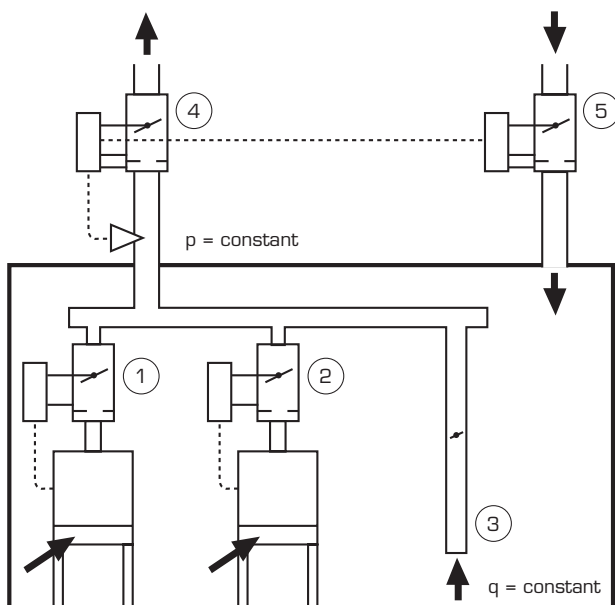 4
5
p = constant
1
2
3
q = constant